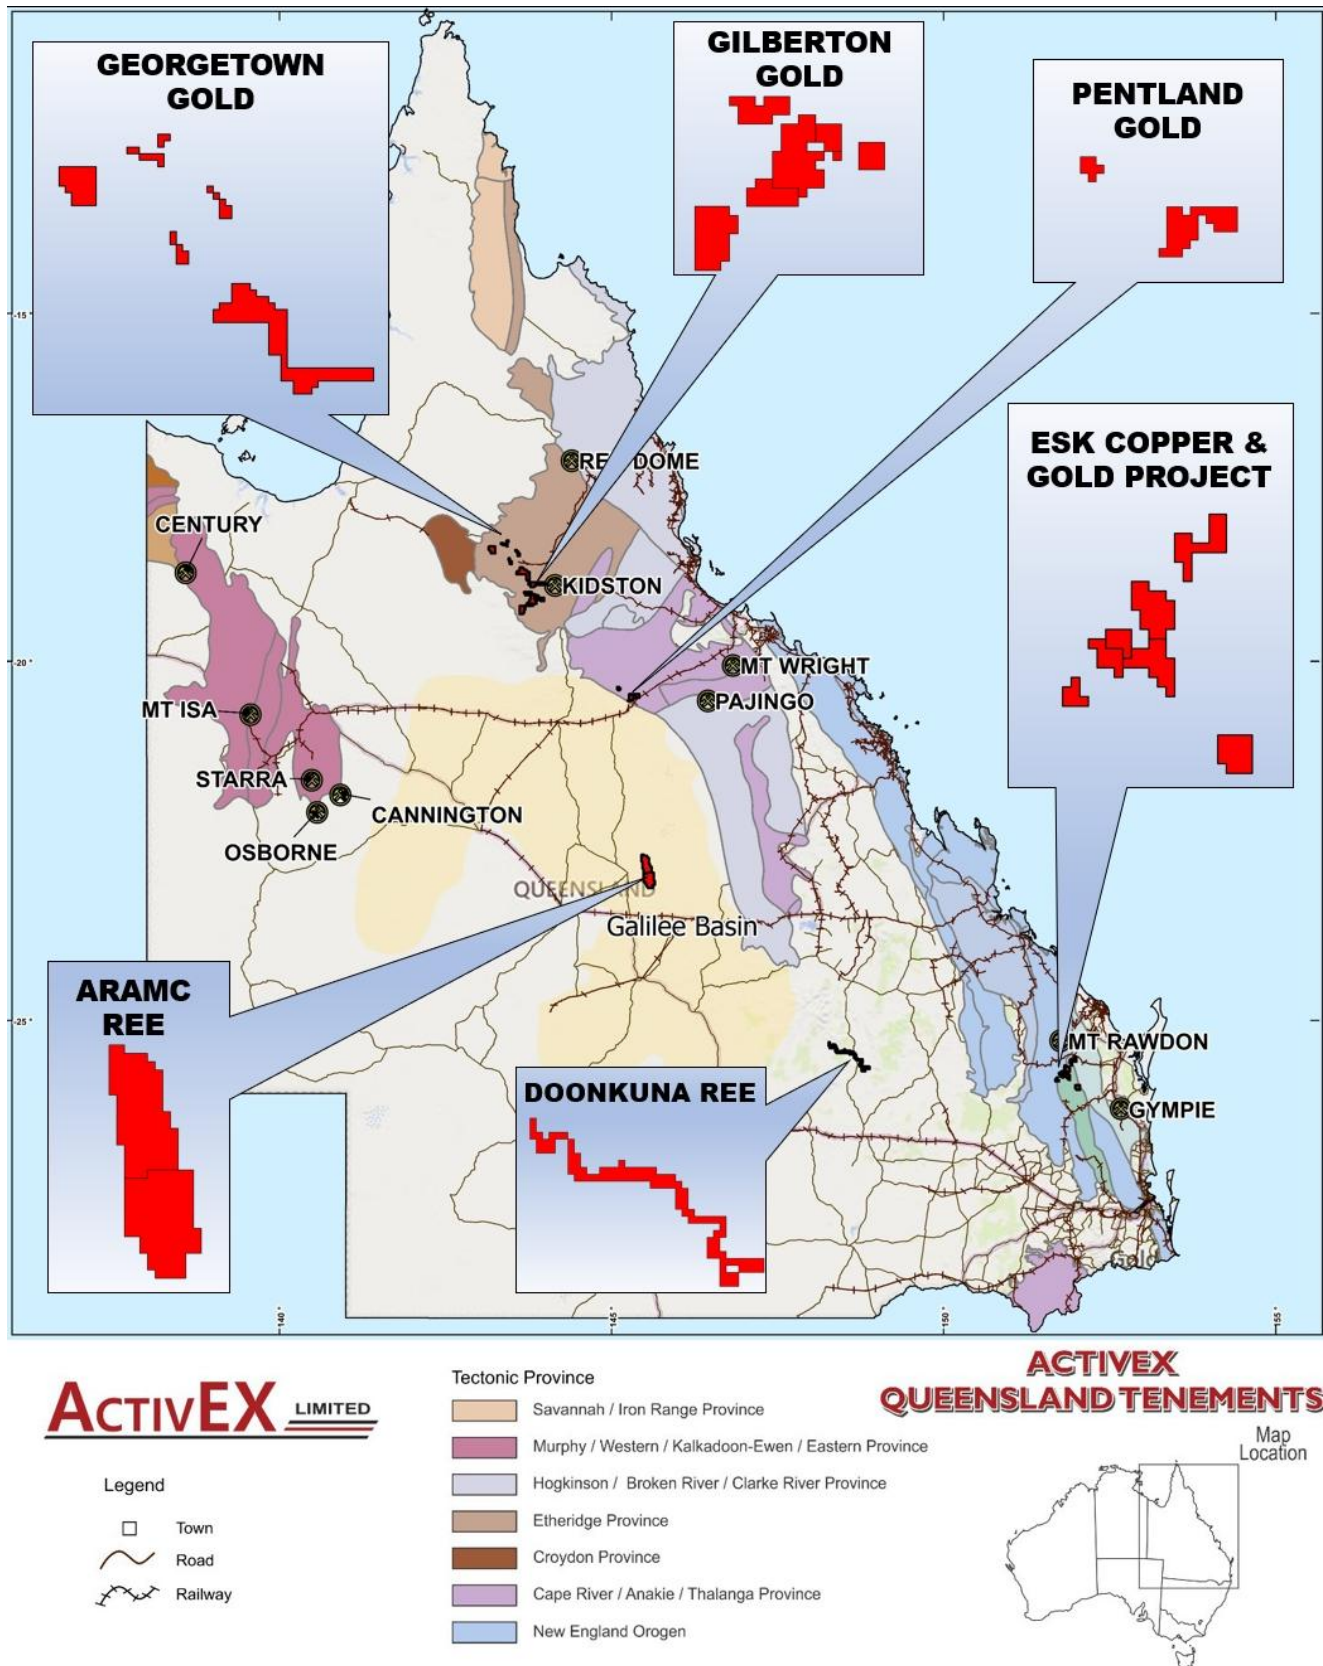 GEORGETOWN
GOLD
GILBERTON
GOLD
PENTLAND
GOLD
ESK COPPER &
GOLD PROJECT
-15°
RED DOME
CENTURY
KIDSTON
-20°
MT WRIGHT
MT ISA
PAJINGO
STARRA
CANNINGTON
OSBORNE
QUEENSLAND
Galilee Basin
ARAMC
REE
-25°
MT RAWDON
DOONKUNA REE
GYMPIE
Gold
140°
145°
150°
155°
ACTIVEX LIMITED
Legend
Town
Road
Railway
Tectonic Province
Savannah / Iron Range Province
Murphy / Western / Kalkadoon-Ewen / Eastern Province
Hogkinson / Broken River / Clarke River Province
Etheridge Province
Croydon Province
Cape River / Anakie / Thalanga Province
New England Orogen
ACTIVEX
QUEENSLAND TENEMENTS
Map
Location